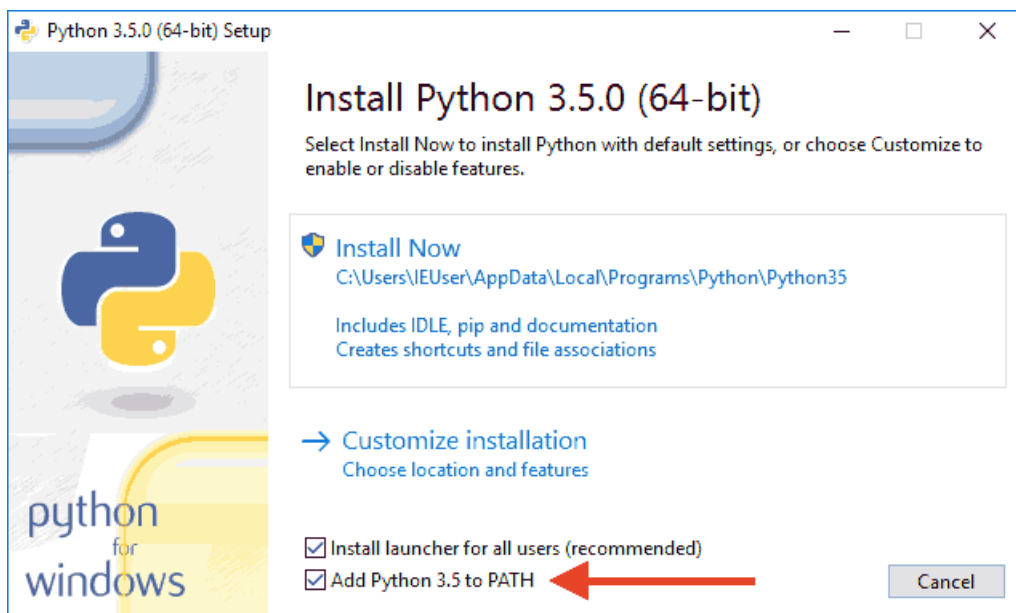 Python 3.5.0 (64-bit) Setup
Install Python 3.5.0 (64-bit)
Select Install Now to install Python with default settings, or choose Customize to
enable or disable features.
Install Now
C:\Users\IEUser\AppData\Local\Programs\Python\Python35
Includes IDLE, pip and documentation
Creates shortcuts and file associations
Customize installation
Choose location and features
python
for
windows
Install launcher for all users (recommended)
Add Python 3.5 to PATH
Cancel